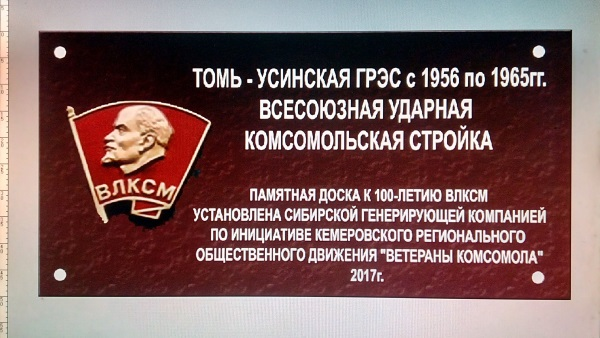 ТОМЬ - УСИНСКАЯ ГРЭС с 1956 по 1965гг.
ВСЕСОЮЗНАЯ УДАРНАЯ
КОМСОМОЛЬСКАЯ СТРОЙКА
ВЛКСМ
ПАМЯТНАЯ ДОСКА К 100-ЛЕТИЮ ВЛКСМ
УСТАНОВЛЕНА СИБИРСКОЙ ГЕНЕРИРУЮЩЕЙ КОМПАНИЕЙ
ПО ИНИЦИАТИВЕ КЕМЕРОВСКОГО РЕГИОНАЛЬНОГО
ОБЩЕСТВЕННОГО ДВИЖЕНИЯ "ВЕТЕРАНЫ КОМСОМОЛА"
2017г.